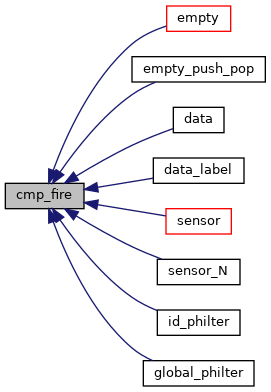 empty
empty_push_pop
data
data_label
cmp_fire
sensor
sensor_N
id_philter
global_philter